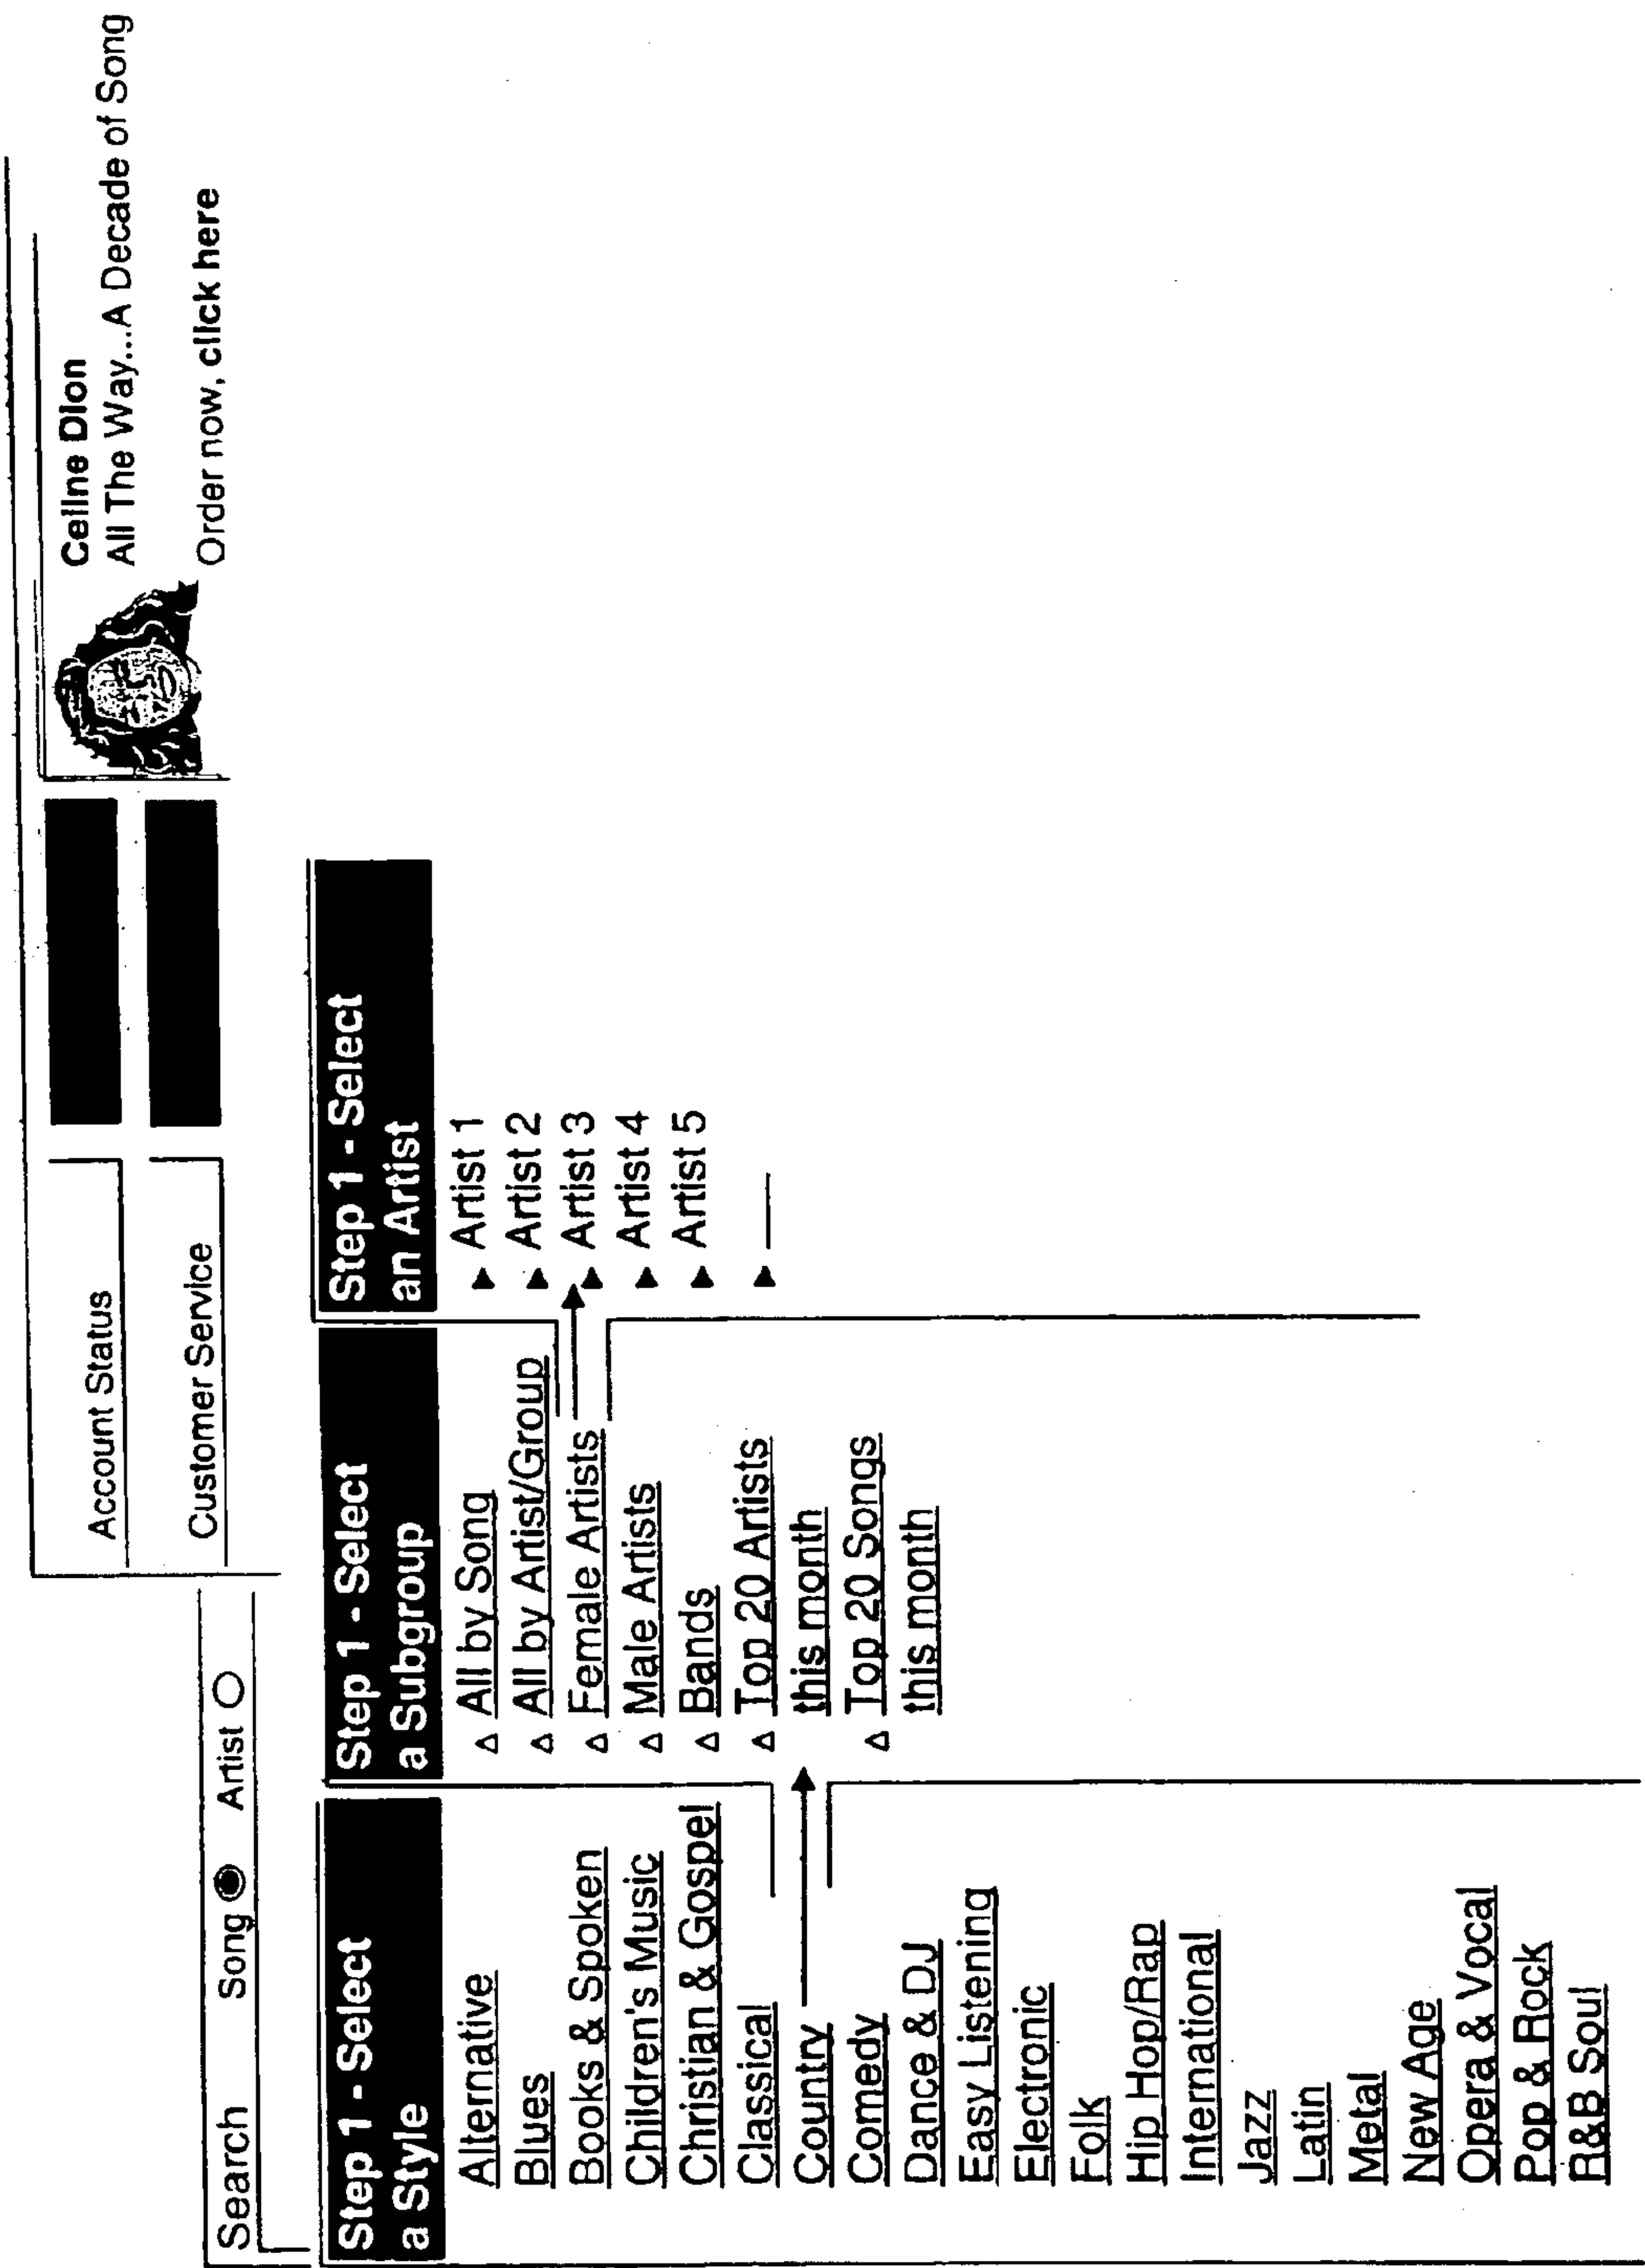 Celine Dion
All The Way...A Decade of Song
Order now, click here
Account Status
Customer Service
Search Song Artist
Step 1 - Select
a Style
Alternative
Blues
Books & Spoken
Children's Music
Christian & Gospel
Classical
Country
Comedy
Dance & DJ
Easy Listening
Electronic
Folk
Hip Hop/Rap
International
Jazz
Latin
Metal
New Age
Opera & Vocal
Pop & Rock
R&B Soul
Step 1 - Select
a Subgroup
All by Song
All by Artist/Group
Female Artists
Male Artists
Bands
Top 20 Artists
this month
Top 20 Songs
this month
Step 1 - Select
an Artist
Artist 1
Artist 2
Artist 3
Artist 4
Artist 5